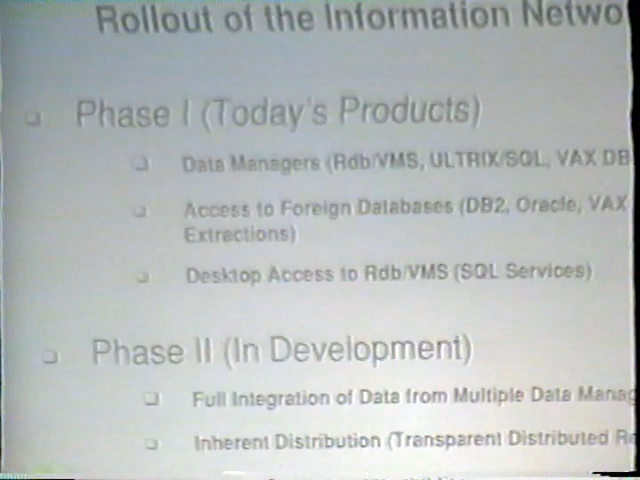 Rollout of the Information Netwo
Phase I (Today's Products)
Data Managers (Rdb/VMS, ULTRIX/SQL, VAX DB
Access to Foreign Databases (DB2, Oracle, VAX
Extractions)
Desktop Access to Rdb/VMS (SQL Services)
Phase II (In Development)
Full Integration of Data from Multiple Data Manag
Inherent Distribution (Transparent Distributed